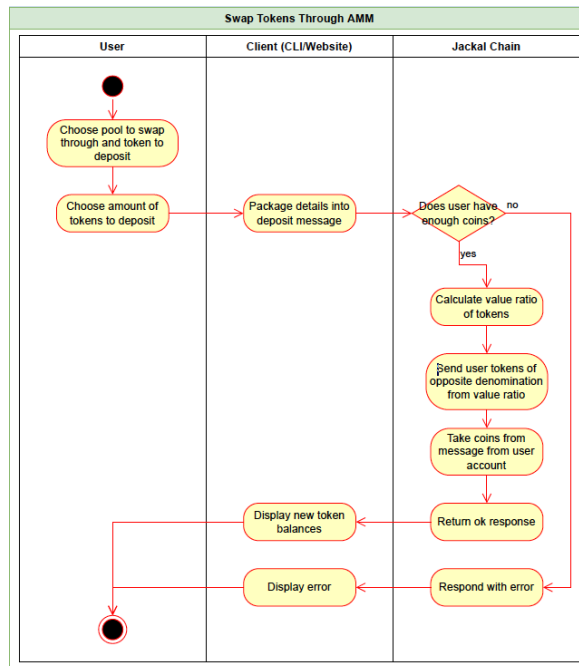 Swap Tokens Through AMM
User
Client (CLI/Website)
Jackal Chain
Choose pool to swap
through and token to
deposit
Choose amount of
tokens to deposit
Package details into
deposit message
Does user have
enough coins?
no
yes
Calculate value ratio
of tokens
Send user tokens of
opposite denomination
from value ratio
Take coins from
message from user
account
Return ok response
Display new token
balances
Respond with error
Display error